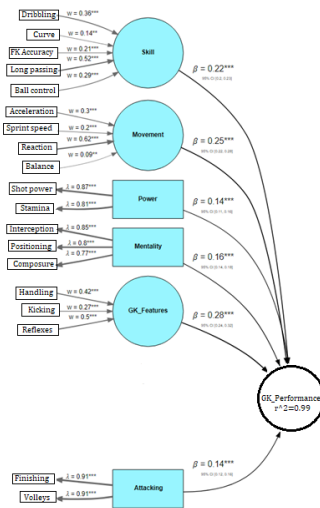 Dribbling
w = 0.36***
Curve
w = 0.14**
FK Accuracy
w = 0.21***
Long passing
w = 0.52***
Ball control
w = 0.29***
Skill
β = 0.22***
Acceleration
w = 0.3***
Sprint speed
w = 0.2***
Reaction
w = 0.62***
Balance
w = 0.09**
Movement
β = 0.25***
Shot power
λ = 0.87***
Stamina
λ = 0.81***
Power
β = 0.14***
Interception
λ = 0.85***
Positioning
λ = 0.8***
Composure
λ = 0.77***
Mentality
β = 0.16***
Handling
w = 0.42***
Kicking
w = 0.27***
Reflexes
w = 0.5***
GK_Features
β = 0.28***
GK_Performance
r^2=0.99
Finishing
λ = 0.91***
Volleys
λ = 0.91***
Attacking
β = 0.14***